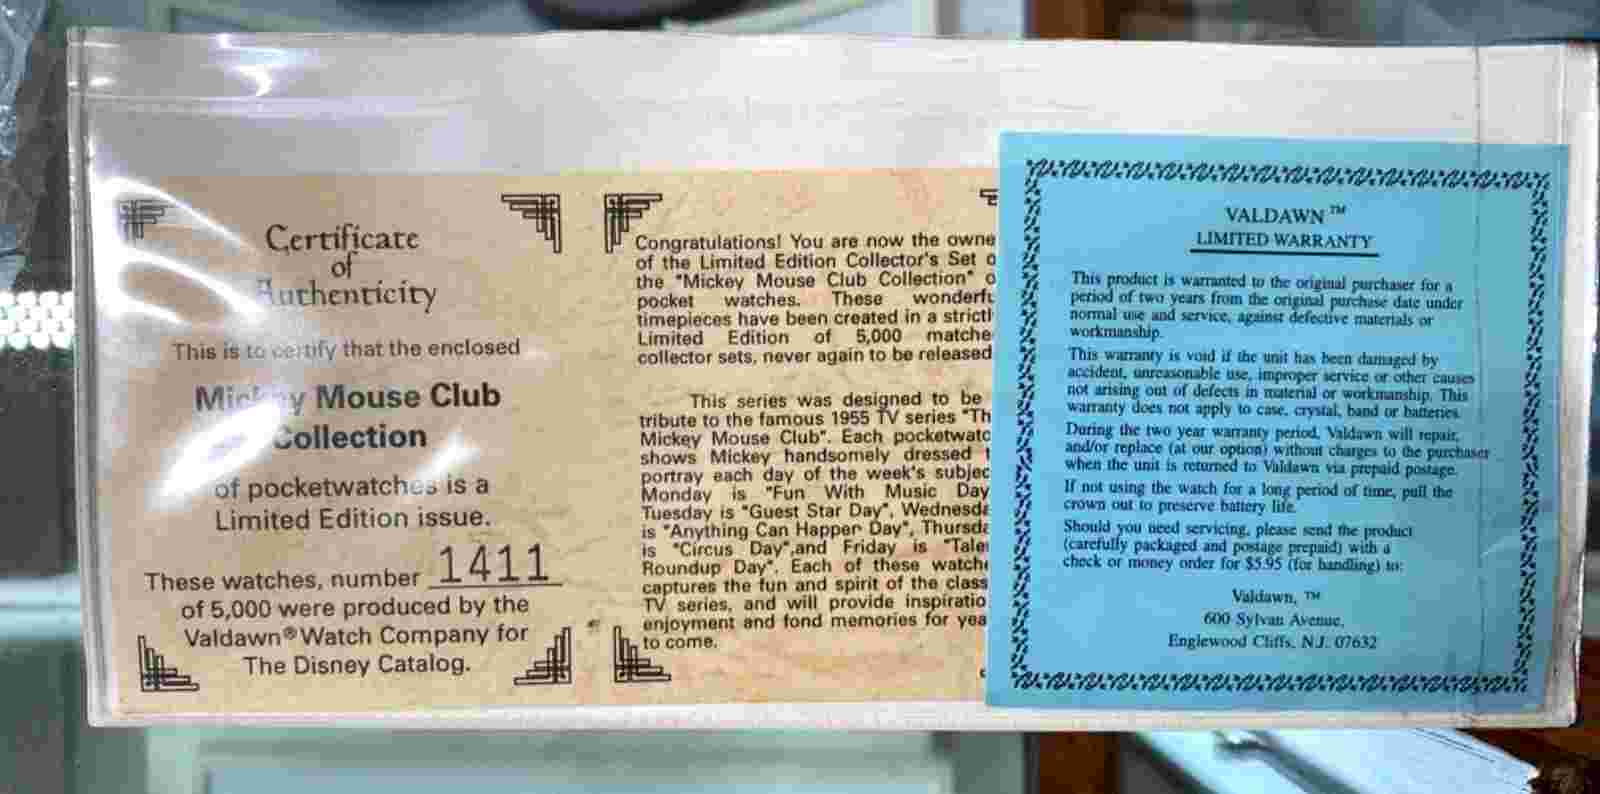 Certificate
of
Authenticity
This is to certify that the enclosed
Mickey Mouse Club
Collection
of pocketwatches is a
Limited Edition issue.
These watches, number 1411
of 5,000 were produced by the
Valdawn® Watch Company for
The Disney Catalog.
Congratulations! You are now the owne
of the Limited Edition Collector's Set o
the "Mickey Mouse Club Collection" o
pocket watches. These wonderfu
timepieces have been created in a strictl
Limited Edition of 5,000 matche
collector sets, never again to be released
This series was designed to be
tribute to the famous 1955 TV series "Th
Mickey Mouse Club". Each pocketwatc
shows Mickey handsomely dressed t
portray each day of the week's subjec
Monday is "Fun With Music Day
Tuesday is "Guest Star Day", Wednesda
is "Anything Can Happen Day", Thursda
is "Circus Day",and Friday is "Tale
Roundup Day". Each of these watche
captures the fun and spirit of the class
TV series, and will provide inspiratio
enjoyment and fond memories for yea
to come.
VALDAWN™
LIMITED WARRANTY
This product is warranted to the original purchaser for a
period of two years from the original purchase date under
normal use and service, against defective materials or
workmanship.
This warranty is void if the unit has been damaged by
accident, unreasonable use, improper service or other causes
not arising out of defects in material or workmanship. This
warranty does not apply to case, crystal, band or batteries.
During the two year warranty period, Valdawn will repair,
and/or replace (at our option) without charges to the purchaser
when the unit is returned to Valdawn via prepaid postage.
If not using the watch for a long period of time, pull the
crown out to preserve battery life.
Should you need servicing, please send the product
(carefully packaged and postage prepaid) with a
check or money order for $5.95 (for handling) to:
Valdawn, ™
600 Sylvan Avenue,
Englewood Cliffs, N.J. 07632